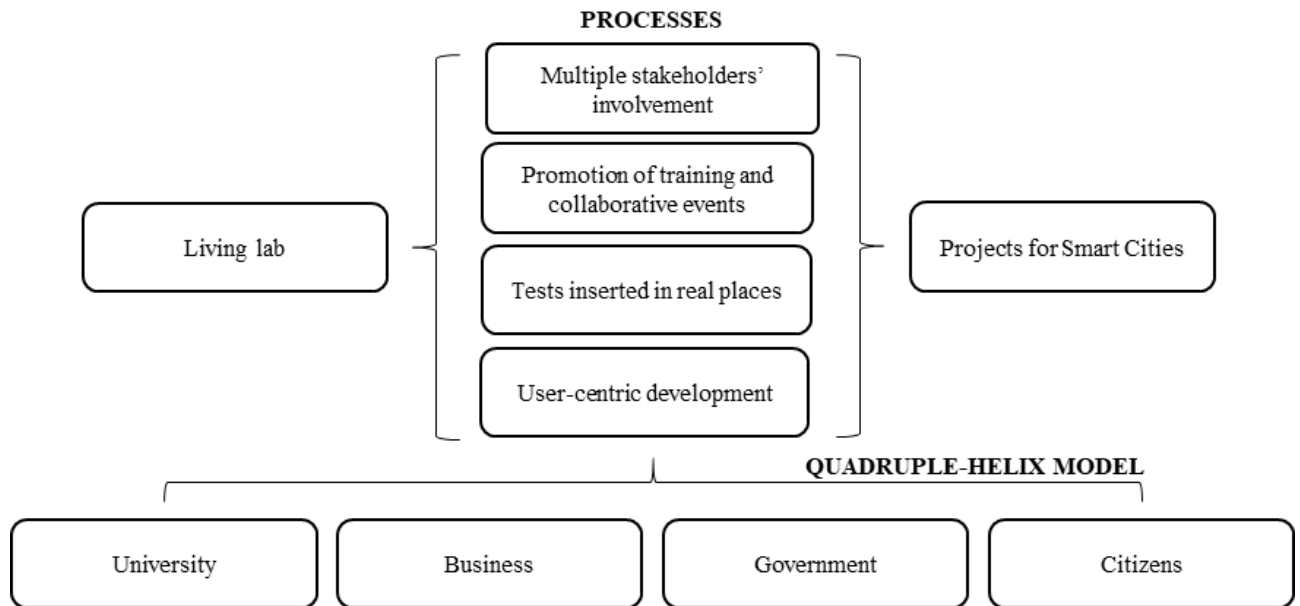 PROCESSES
Multiple stakeholders’
involvement
Promotion of training and
collaborative events
Living lab
Projects for Smart Cities
Tests inserted in real places
User-centric development
QUADRUPLE-HELIX MODEL
University
Business
Government
Citizens